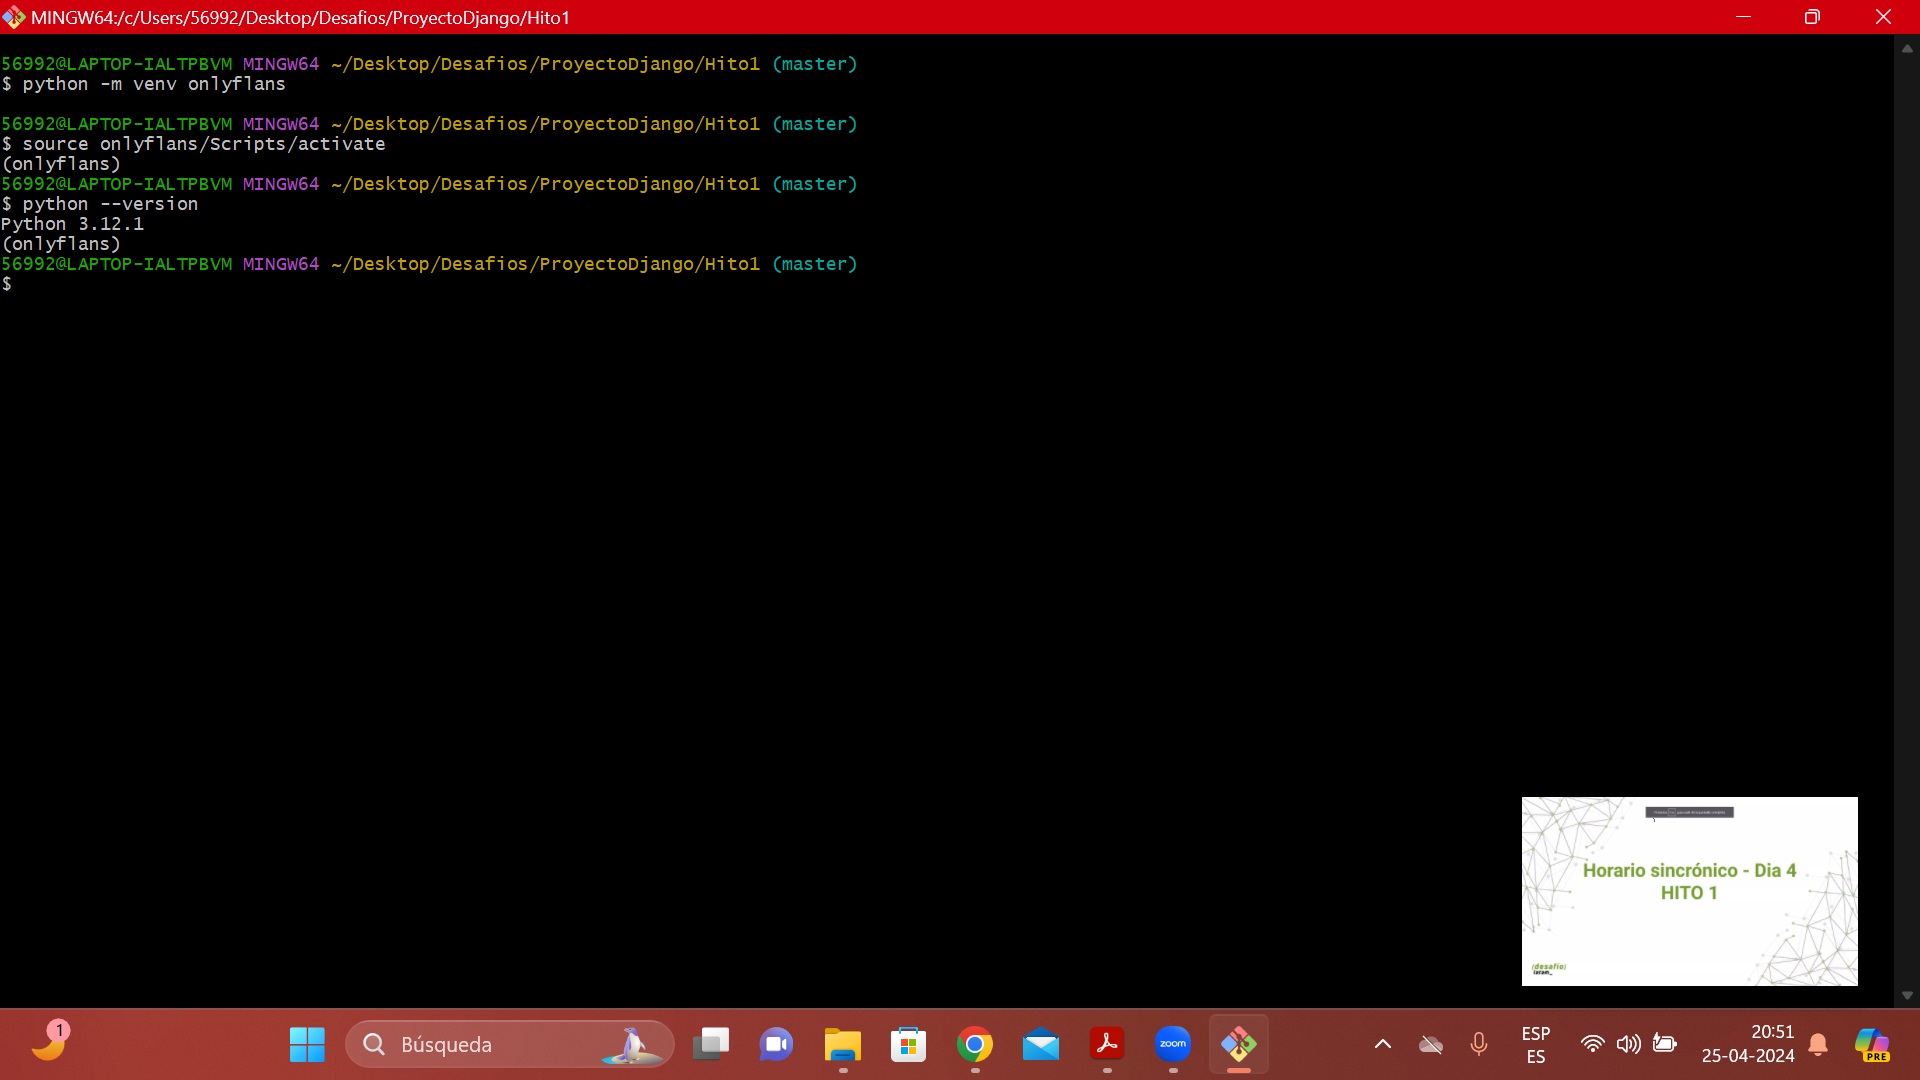 MINGW64:/c/Users/56992/Desktop/Desafios/ProyectoDjango/Hito1
56992@LAPTOP-IALTPBVM MINGW64 ~/Desktop/Desafios/ProyectoDjango/Hito1 (master)
$ python -m venv onlyflans
56992@LAPTOP-IALTPBVM MINGW64 ~/Desktop/Desafios/ProyectoDjango/Hito1 (master)
$ source onlyflans/Scripts/activate
(onlyflans)
56992@LAPTOP-IALTPBVM MINGW64 ~/Desktop/Desafios/ProyectoDjango/Hito1 (master)
$ python --version
Python 3.12.1
(onlyflans)
56992@LAPTOP-IALTPBVM MINGW64 ~/Desktop/Desafios/ProyectoDjango/Hito1 (master)
$
Horario sincrónico - Dia 4
HITO 1
{desafío}
latam_
1
Búsqueda
zoom
ESP
ES
20:51
25-04-2024
PRE